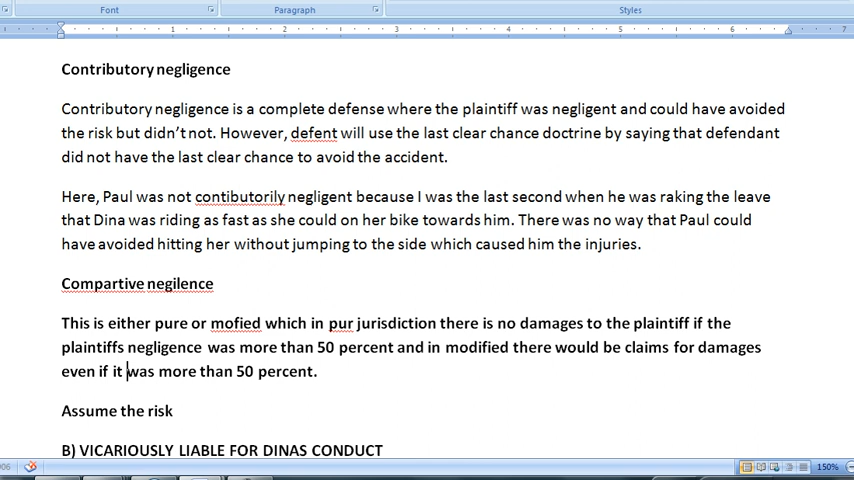 Font Paragraph Styles
1 2 3 4 5 6 7
Contributory negligence
Contributory negligence is a complete defense where the plaintiff was negligent and could have avoided
the risk but didn't not. However, defent will use the last clear chance doctrine by saying that defendant
did not have the last clear chance to avoid the accident.
Here, Paul was not contibutorily negligent because I was the last second when he was raking the leave
that Dina was riding as fast as she could on her bike towards him. There was no way that Paul could
have avoided hitting her without jumping to the side which caused him the injuries.
Compartive negilence
This is either pure or mofied which in pur jurisdiction there is no damages to the plaintiff if the
plaintiffs negligence was more than 50 percent and in modified there would be claims for damages
even if it was more than 50 percent.
Assume the risk
B) VICARIOUSLY LIABLE FOR DINAS CONDUCT
150%